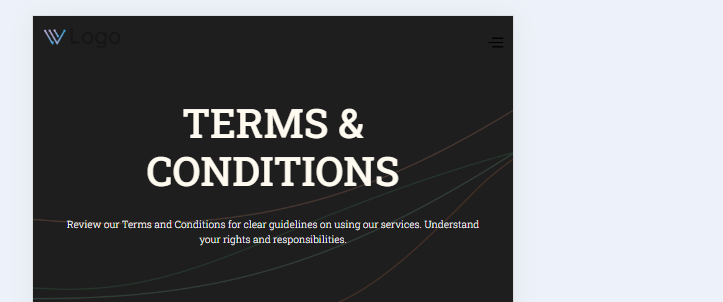 Logo
TERMS &
CONDITIONS
Review our Terms and Conditions for clear guidelines on using our services. Understand
your rights and responsibilities.